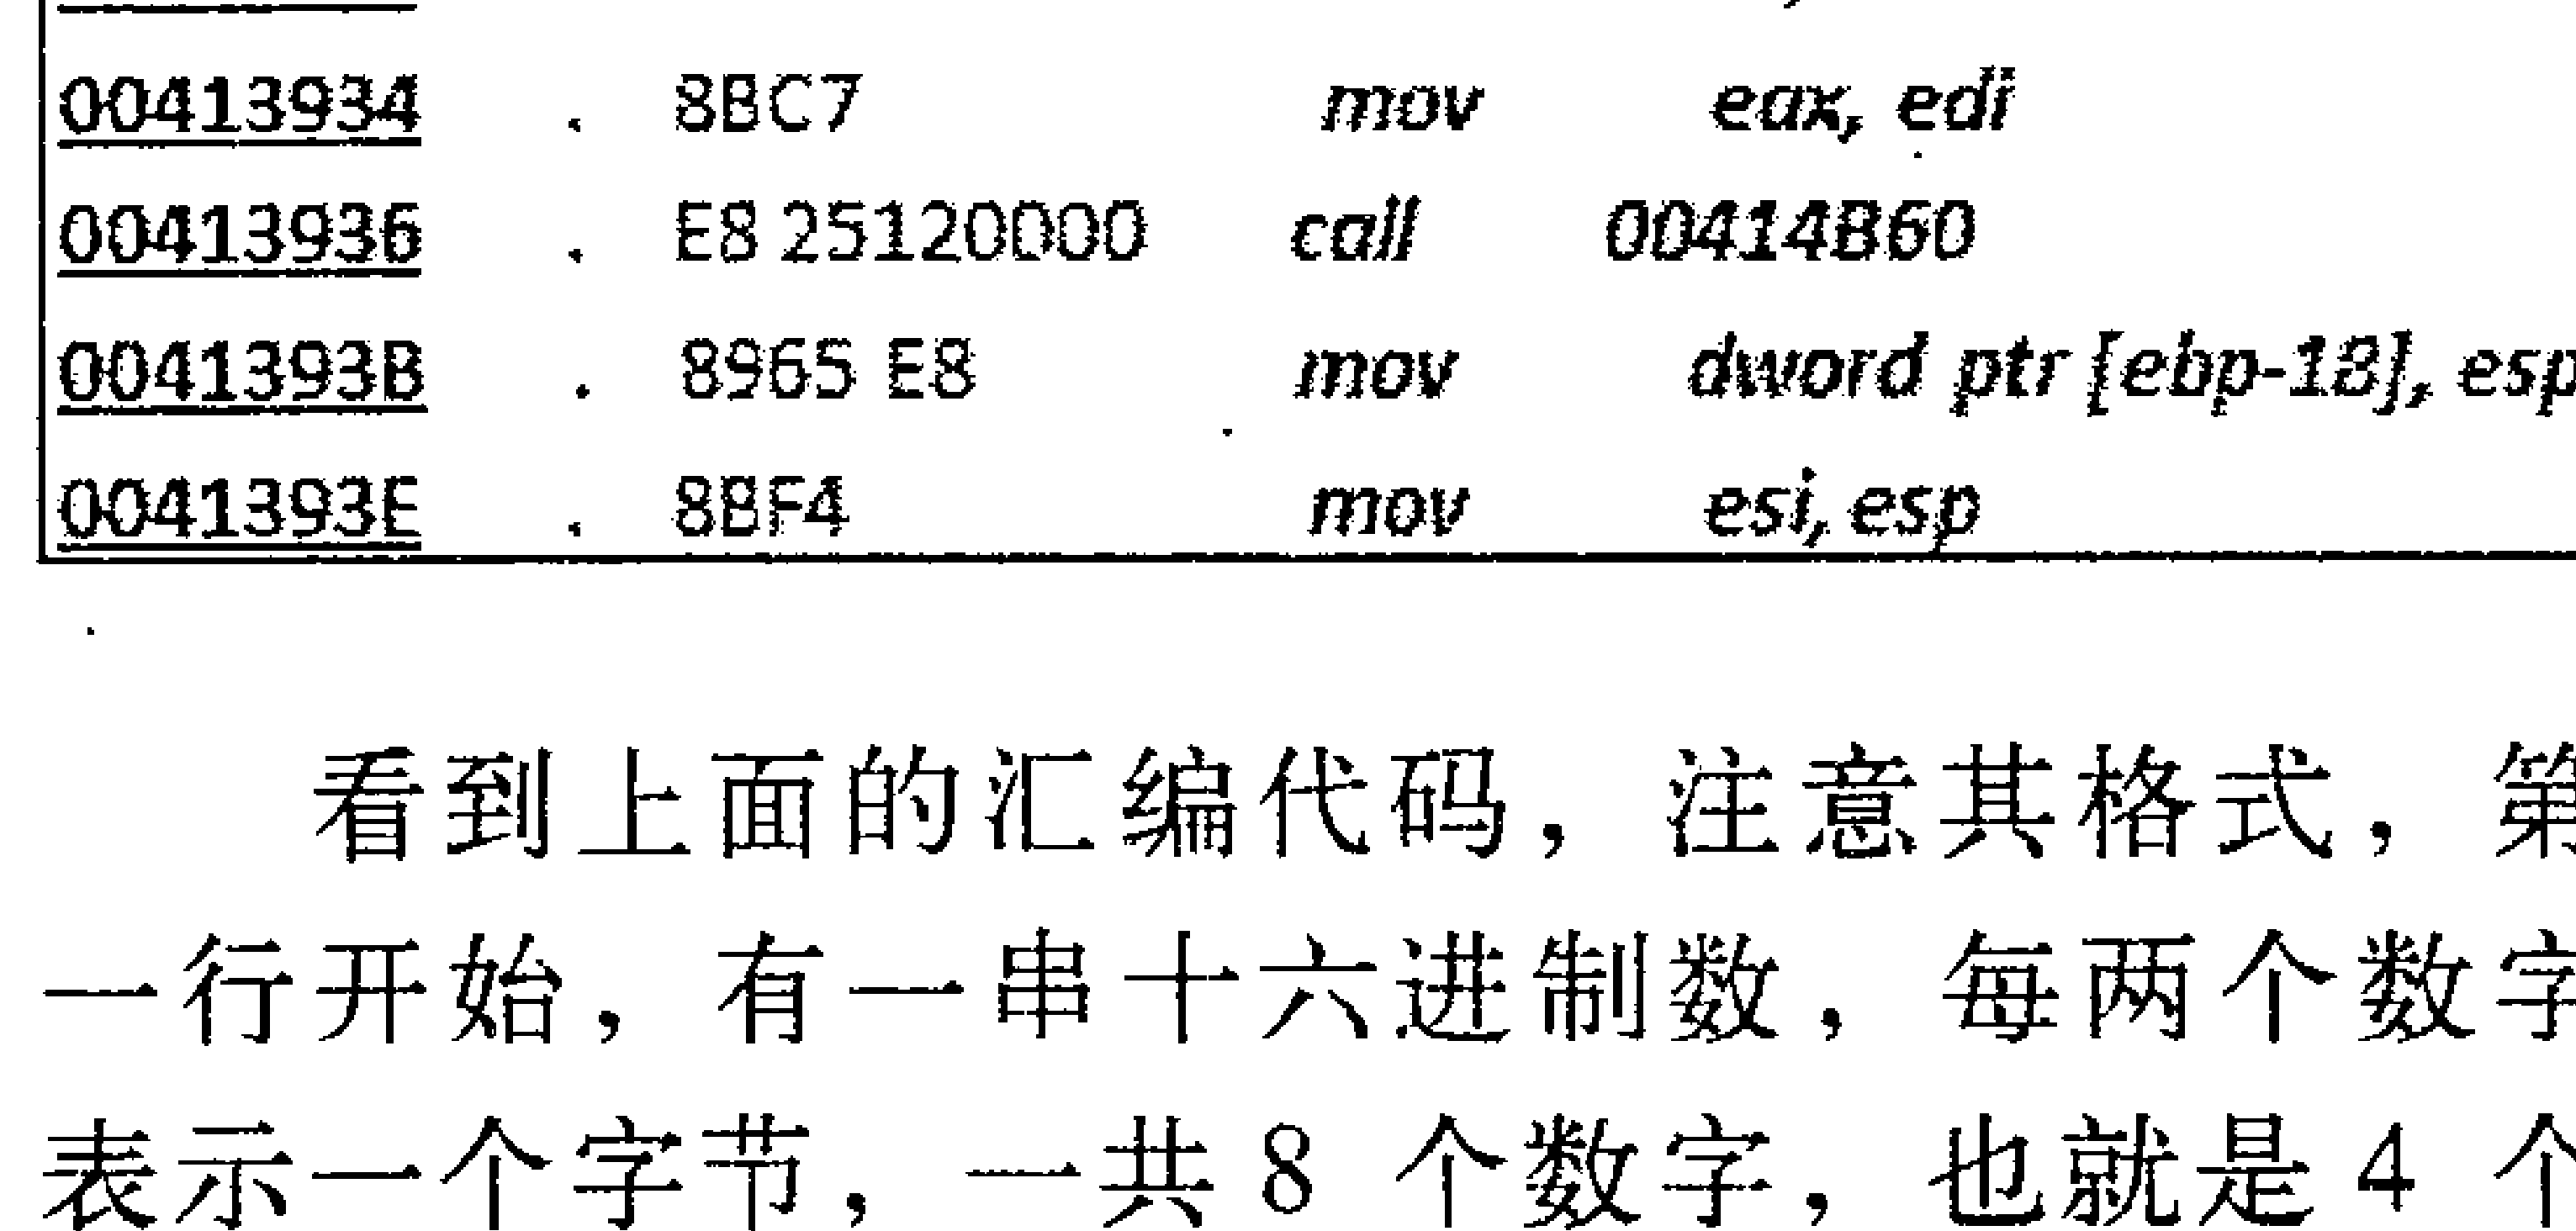 00413934 . 8BC7 mov eax, edi
00413936 . E8 25120000 call 00414B60
0041393B . 8965 E8 mov dword ptr [ebp-18], esp
0041393E . 8BF4 mov esi, esp
看到上面的汇编代码，注意其格式，第
一行开始，有一串十六进制数，每两个数字
表示一个字节，一共 8 个数字，也就是 4 个